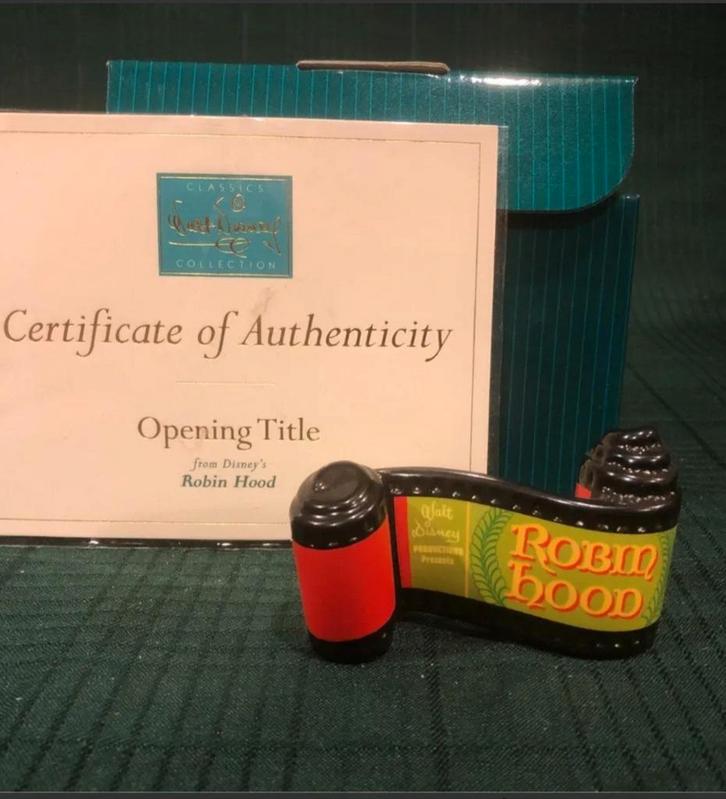 CLASSICS
Walt Disney
COLLECTION
Certificate of Authenticity
Opening Title
from Disney's
Robin Hood
Walt
Disney
PRODUCTIONS
Presents
ROBIN
hOOD